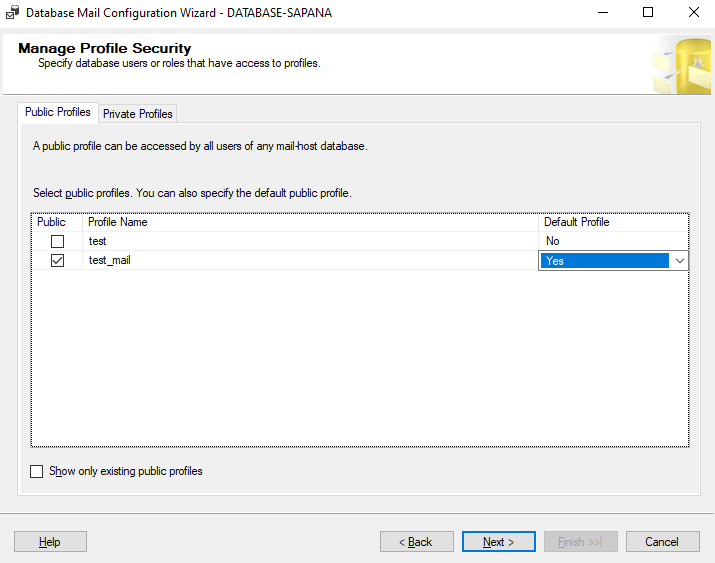 Database Mail Configuration Wizard - DATABASE-SAPANA
Manage Profile Security
Specify database users or roles that have access to profiles.
Public Profiles Private Profiles
A public profile can be accessed by all users of any mail-host database.
Select public profiles. You can also specify the default public profile.
Public Profile Name Default Profile
test No
test_mail Yes
Show only existing public profiles
Help < Back Next > Finish >>| Cancel